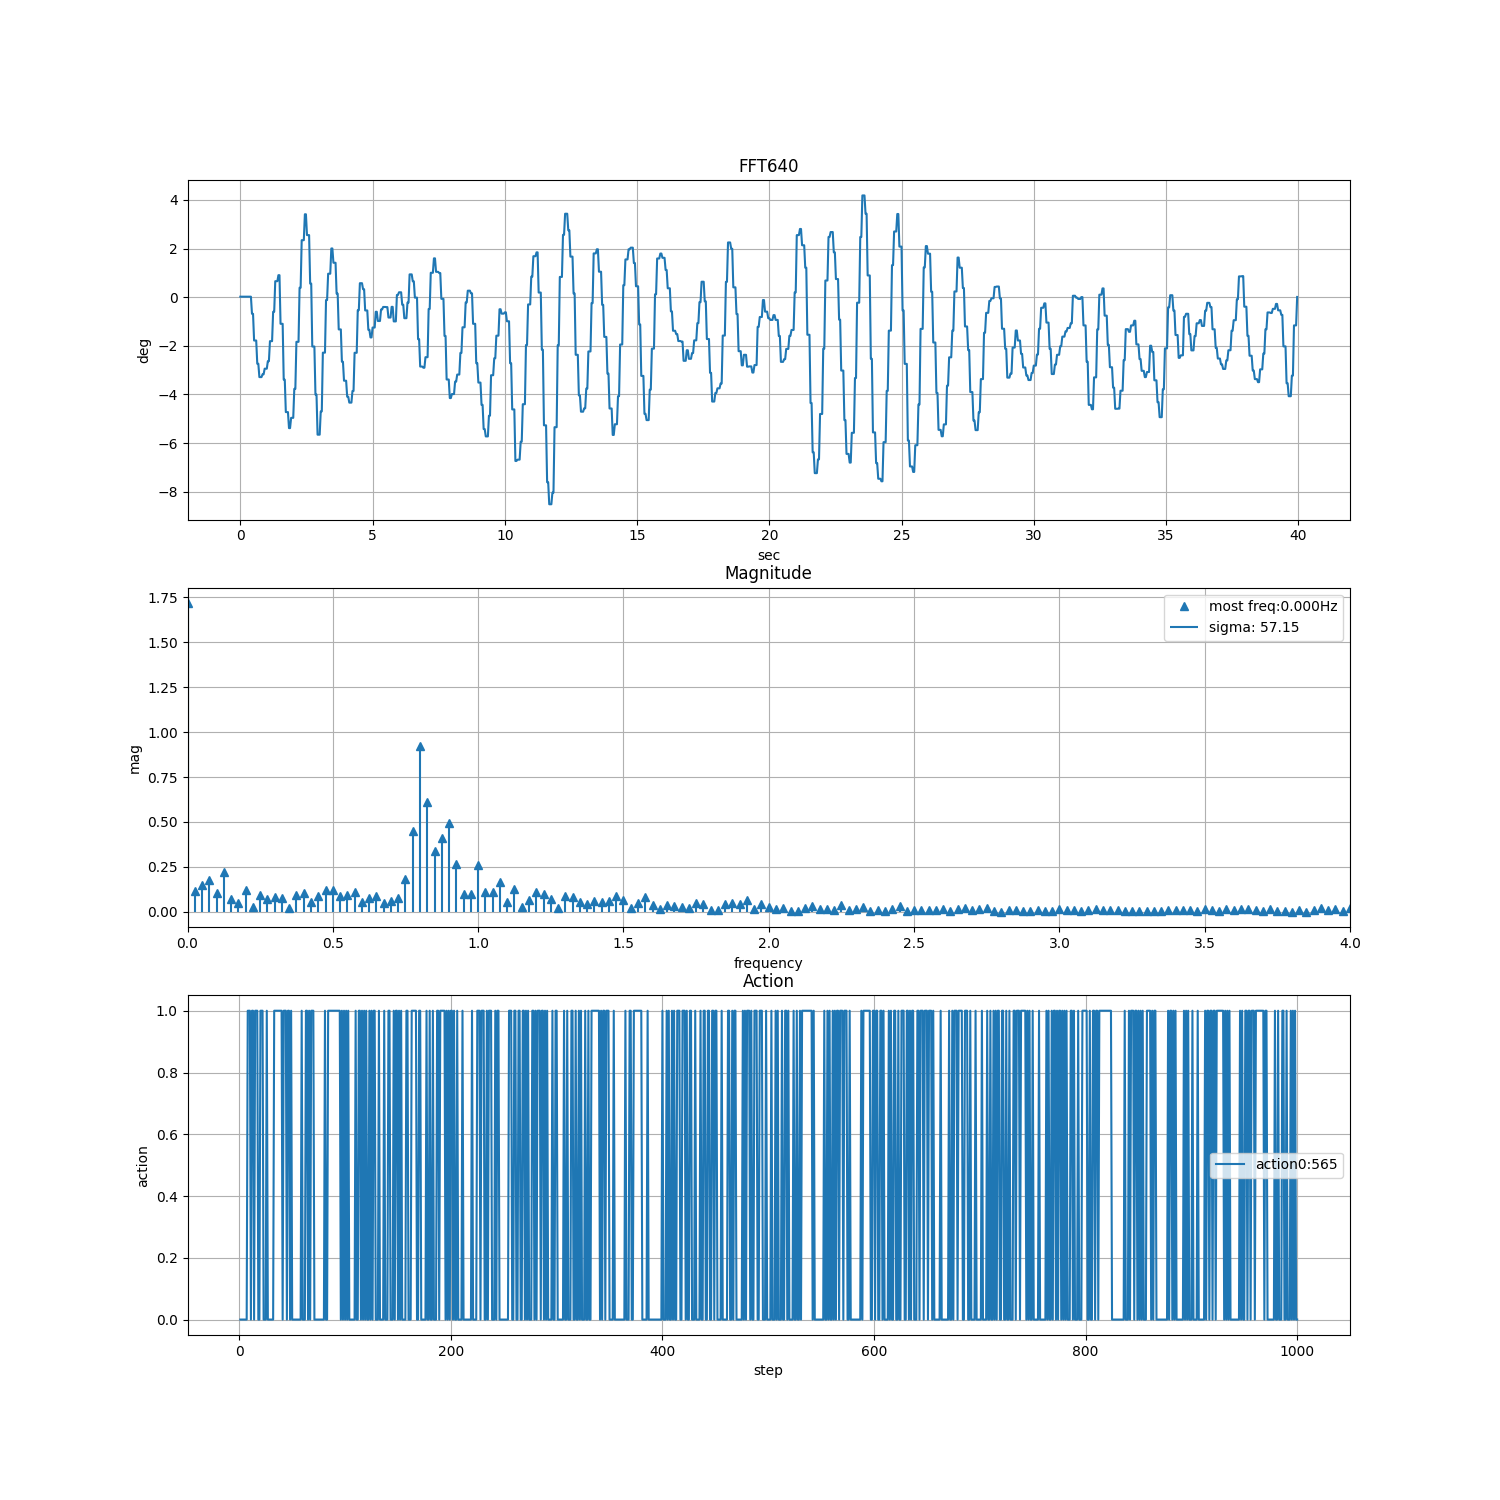 FFT640
4
2
0
−2
−4
−6
−8
deg
0 5 10 15 20 25 30 35 40
sec
Magnitude
1.75
1.50
1.25
1.00
0.75
0.50
0.25
0.00
mag
most freq:0.000Hz
sigma: 57.15
0.0 0.5 1.0 1.5 2.0 2.5 3.0 3.5 4.0
frequency
Action
1.0
0.8
0.6
0.4
0.2
0.0
action
action0:565
0 200 400 600 800 1000
step